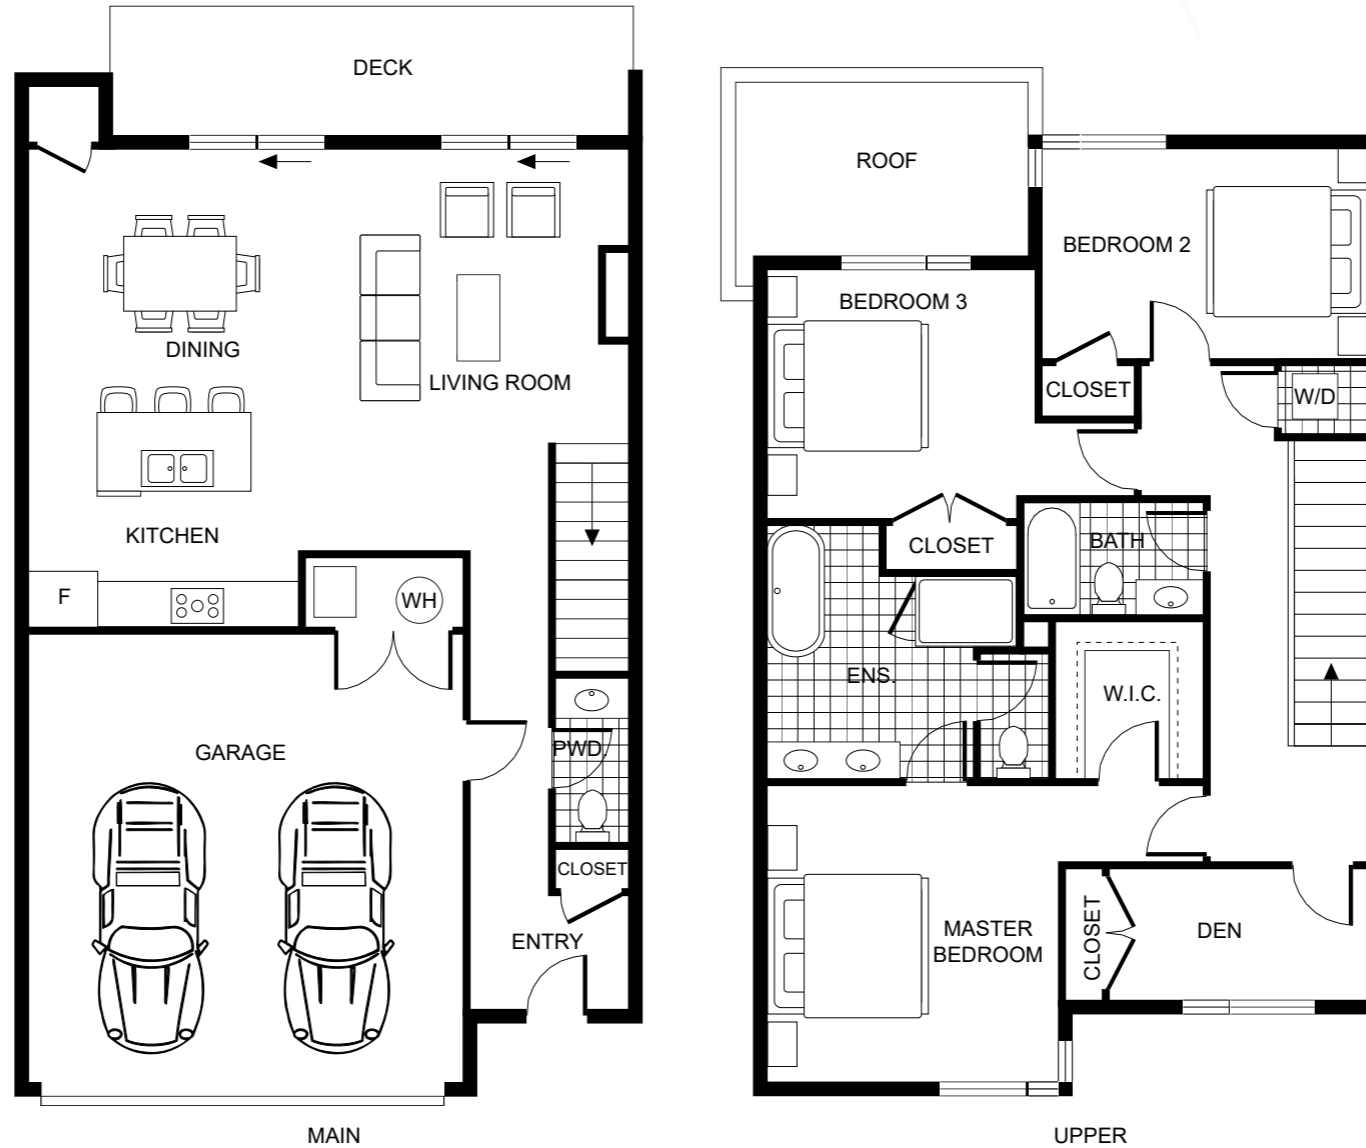 DECK
DINING
LIVING ROOM
KITCHEN
F
WH
GARAGE
PWD.
CLOSET
ENTRY
MAIN
ROOF
BEDROOM 2
BEDROOM 3
CLOSET
W/D
CLOSET
BATH
ENS.
W.I.C.
MASTER
BEDROOM
CLOSET
DEN
UPPER